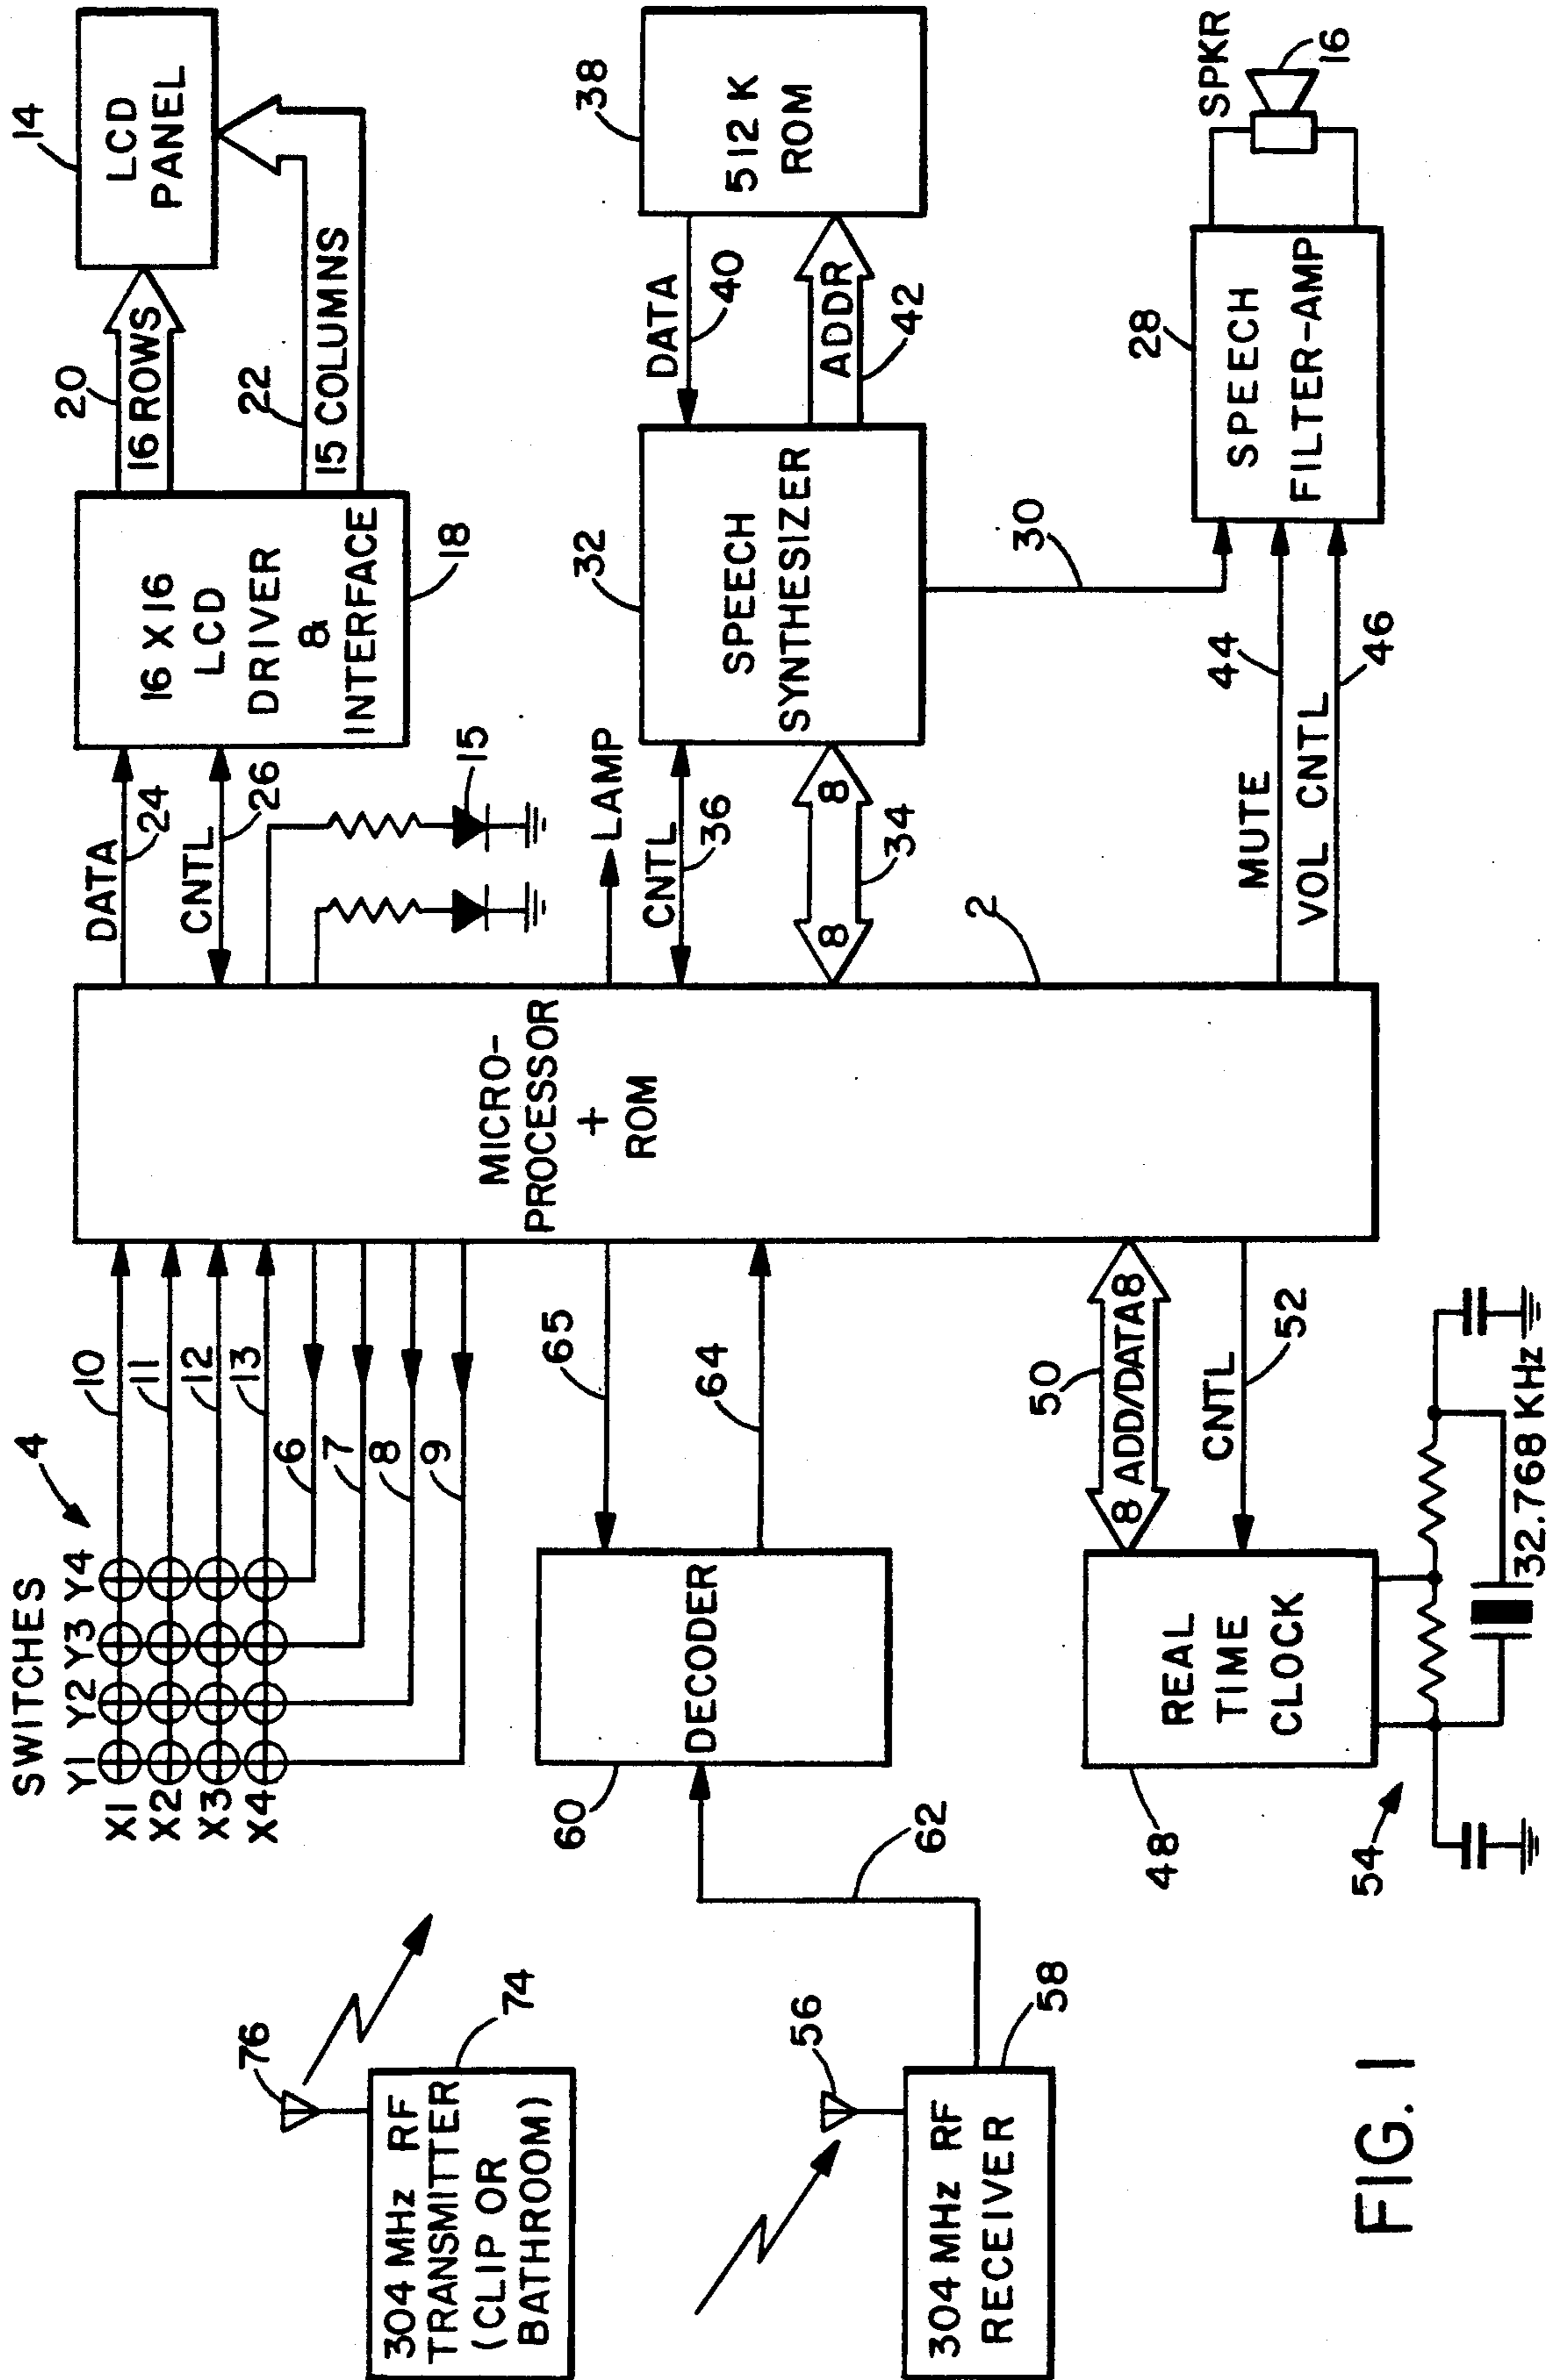 SWITCHES
4
Y1 Y2 Y3 Y4
X1
X2
X3
X4
10
11
12
13
6
7
8
9
MICRO-
PROCESSOR
+
ROM
2
DATA
24
CNTL
26
15
16 X 16
LCD
DRIVER
&
INTERFACE
18
20
16 ROWS
22
15 COLUMNS
14
LCD
PANEL
LAMP
CNTL
36
8 8
34
32
SPEECH
SYNTHESIZER
DATA
40
ADDR
42
38
512 K
ROM
30
MUTE
44
VOL CNTL
46
28
SPEECH
FILTER-AMP
SPKR
16
76
304 MHz RF
TRANSMITTER
(CLIP OR
BATHROOM)
74
56
304 MHz RF
RECEIVER
58
62
60
DECODER
65
64
50
8 ADD/DATA 8
CNTL
52
REAL
TIME
CLOCK
48
54
32.768 KHz
FIG. 1